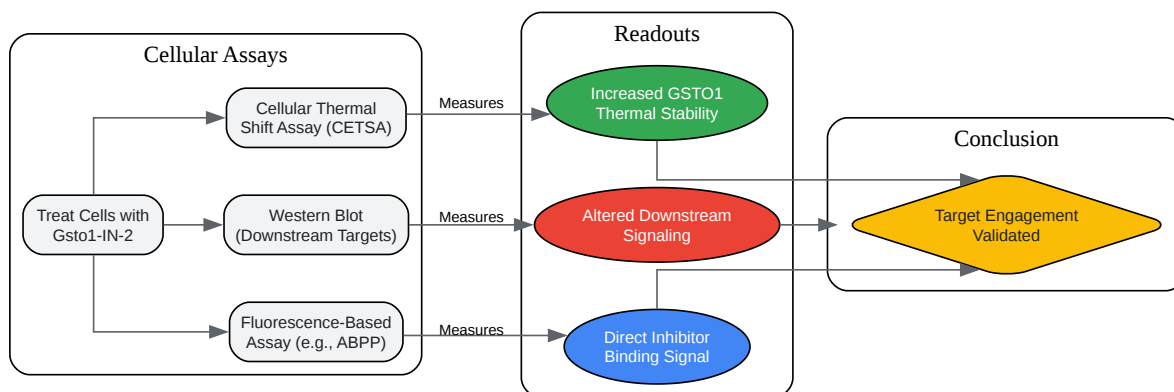 Cellular Assays
Readouts
Conclusion
Treat Cells with
Gsto1-IN-2
Cellular Thermal
Shift Assay (CETSA)
Measures
Increased GSTO1
Thermal Stability
Western Blot
(Downstream Targets)
Measures
Altered Downstream
Signaling
Fluorescence-Based
Assay (e.g., ABPP)
Measures
Direct Inhibitor
Binding Signal
Target Engagement
Validated